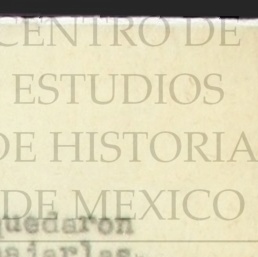 CENTRO DE
ESTUDIOS
DE HISTORIA
DE MEXICO
quedaron